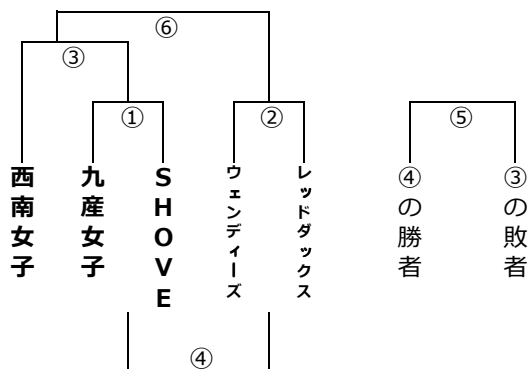 ⑥
③
①
②
⑤
西南女子
九産女子
SHOVE
ウェンディーズ
レッドダックス
④の勝者
③の敗者
④